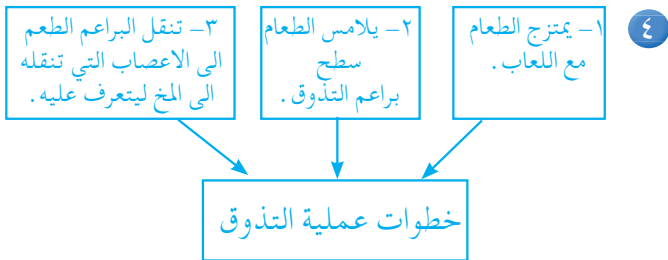 ٤
١- يمتزج الطعام
مع اللعاب .
٢- يلامس الطعام
سطح
براعم التذوق .
٣- تنقل البراعم الطعم
الى الاعصاب التي تنقله
الى المخ ليتعرف عليه .
خطوات عملية التذوق